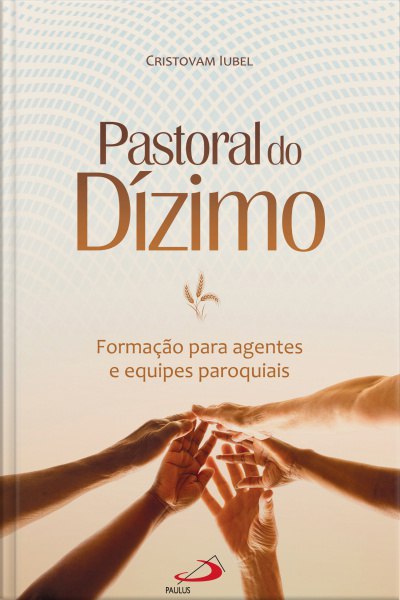 CRISTOVAM IUBEL
Pastoral do
Dízimo
Formação para agentes
e equipes paroquiais
PAULUS